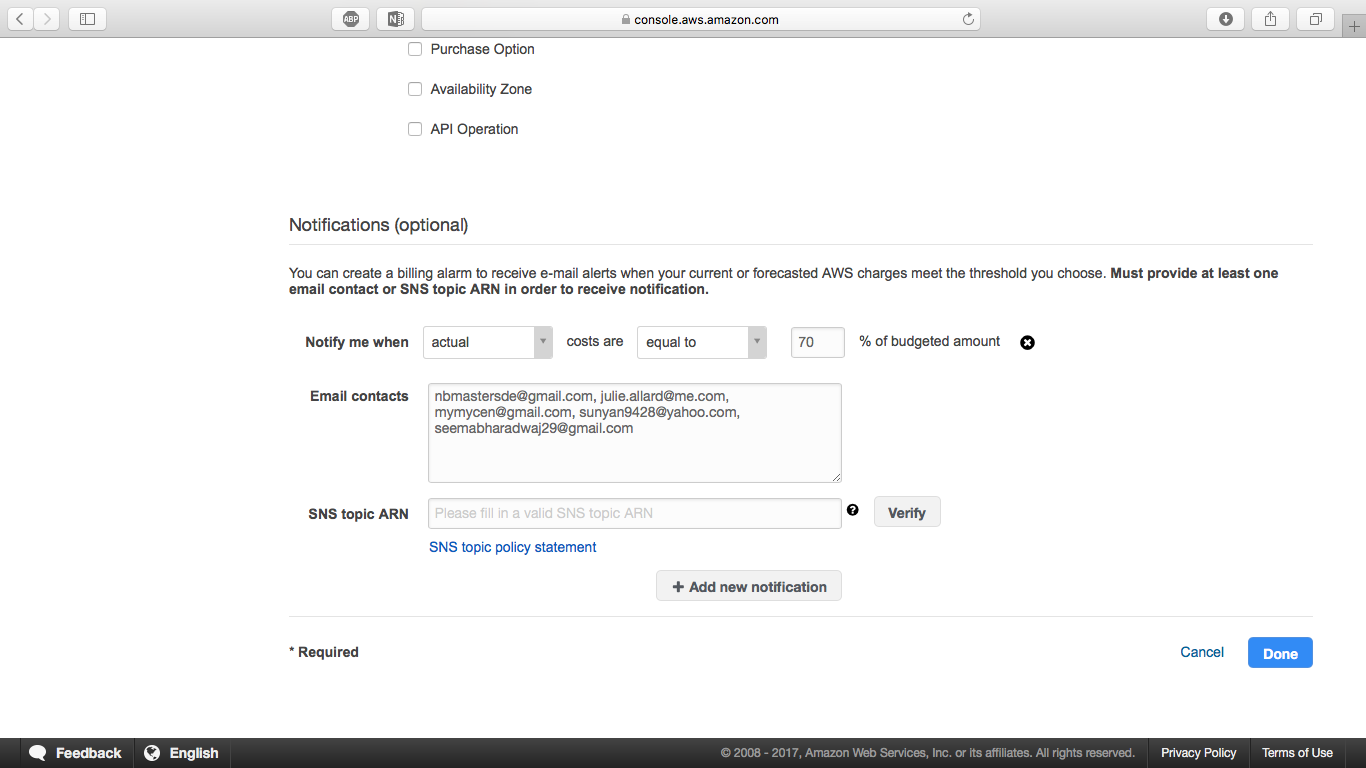 ABP
N
console.aws.amazon.com
Purchase Option
Availability Zone
API Operation
Notifications (optional)
You can create a billing alarm to receive e-mail alerts when your current or forecasted AWS charges meet the threshold you choose. Must provide at least one
email contact or SNS topic ARN in order to receive notification.
Notify me when actual costs are equal to 70 % of budgeted amount
Email contacts nbmastersde@gmail.com, julie.allard@me.com,
mymycen@gmail.com, sunyan9428@yahoo.com,
seemabharadwaj29@gmail.com
SNS topic ARN Please fill in a valid SNS topic ARN ? Verify
SNS topic policy statement
+ Add new notification
* Required Cancel Done
Feedback English © 2008 - 2017, Amazon Web Services, Inc. or its affiliates. All rights reserved. Privacy Policy Terms of Use